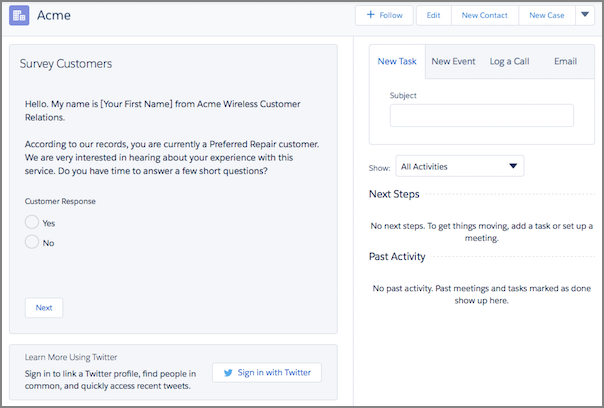 Acme
Follow
Edit
New Contact
New Case
Survey Customers
Hello. My name is [Your First Name] from Acme Wireless Customer
Relations.
According to our records, you are currently a Preferred Repair customer.
We are very interested in hearing about your experience with this
service. Do you have time to answer a few short questions?
Customer Response
Yes
No
Next
Learn More Using Twitter
Sign in to link a Twitter profile, find people in
common, and quickly access recent tweets.
Sign in with Twitter
New Task
New Event
Log a Call
Email
Subject
Show:
All Activities
Next Steps
No next steps. To get things moving, add a task or set up a
meeting.
Past Activity
No past activity. Past meetings and tasks marked as done
show up here.